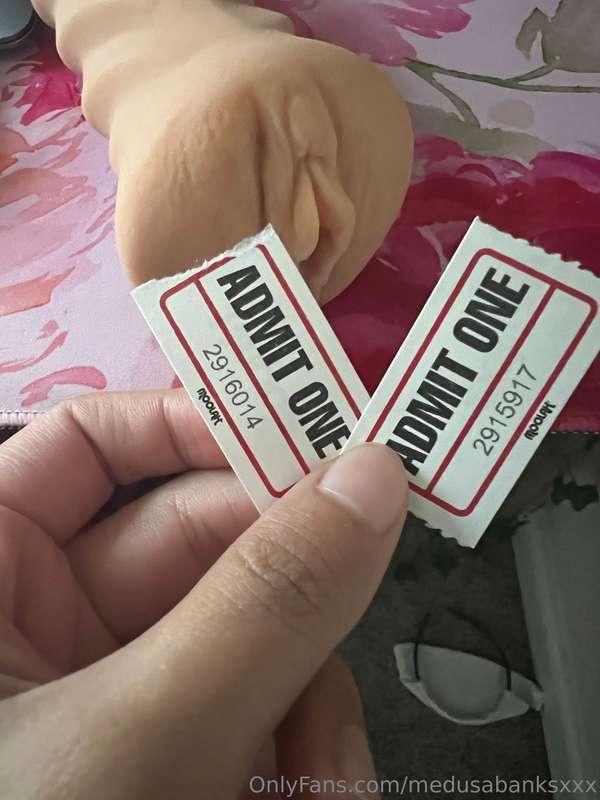 ADMIT ONE
2916014
ADMIT ONE
2915917
OnlyFans.com/medusabanksxxx